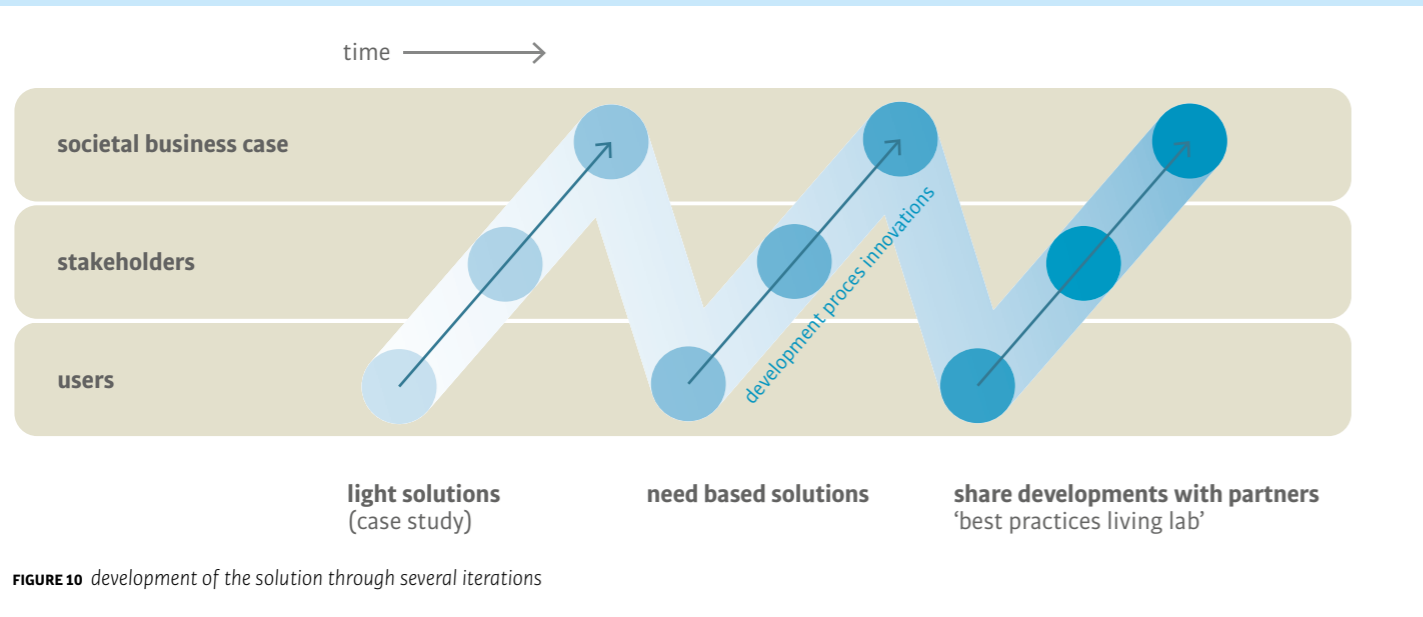 time
societal business case
stakeholders
users
development proces innovations
light solutions
(case study)
need based solutions
share developments with partners
‘best practices living lab’
FIGURE 10 development of the solution through several iterations